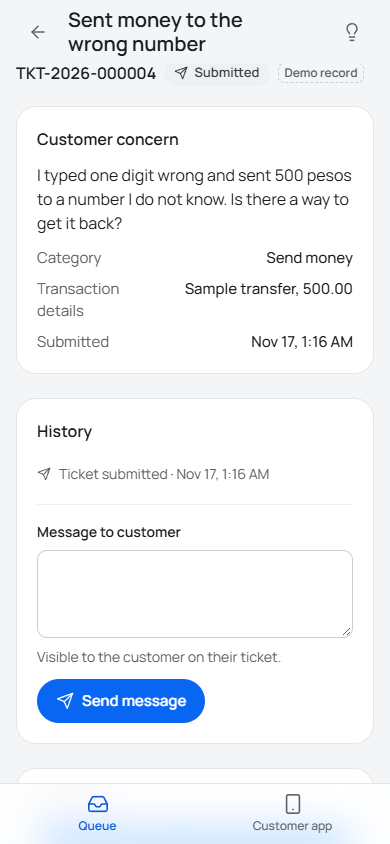 Sent money to the
wrong number
TKT-2026-000004 Submitted Demo record
Customer concern
I typed one digit wrong and sent 500 pesos
to a number I do not know. Is there a way to
get it back?
Category Send money
Transaction Sample transfer, 500.00
details
Submitted Nov 17, 1:16 AM
History
Ticket submitted · Nov 17, 1:16 AM
Message to customer
Visible to the customer on their ticket.
Send message
Queue Customer app